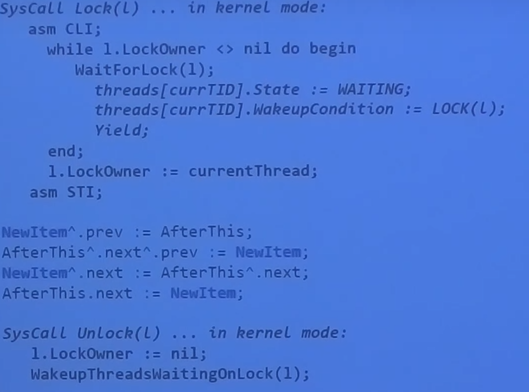 SysCall Lock(l) ... in kernel mode:
asm CLI;
while l.LockOwner <> nil do begin
WaitForLock(l);
threads[currTID].State := WAITING;
threads[currTID].WakeupCondition := LOCK(l);
Yield;
end;
l.LockOwner := currentThread;
asm STI;
NewItem^.prev := AfterThis;
AfterThis^.next^.prev := NewItem;
NewItem^.next := AfterThis^.next;
AfterThis.next := NewItem;
SysCall UnLock(l) ... in kernel mode:
l.LockOwner := nil;
WakeupThreadsWaitingOnLock(l);